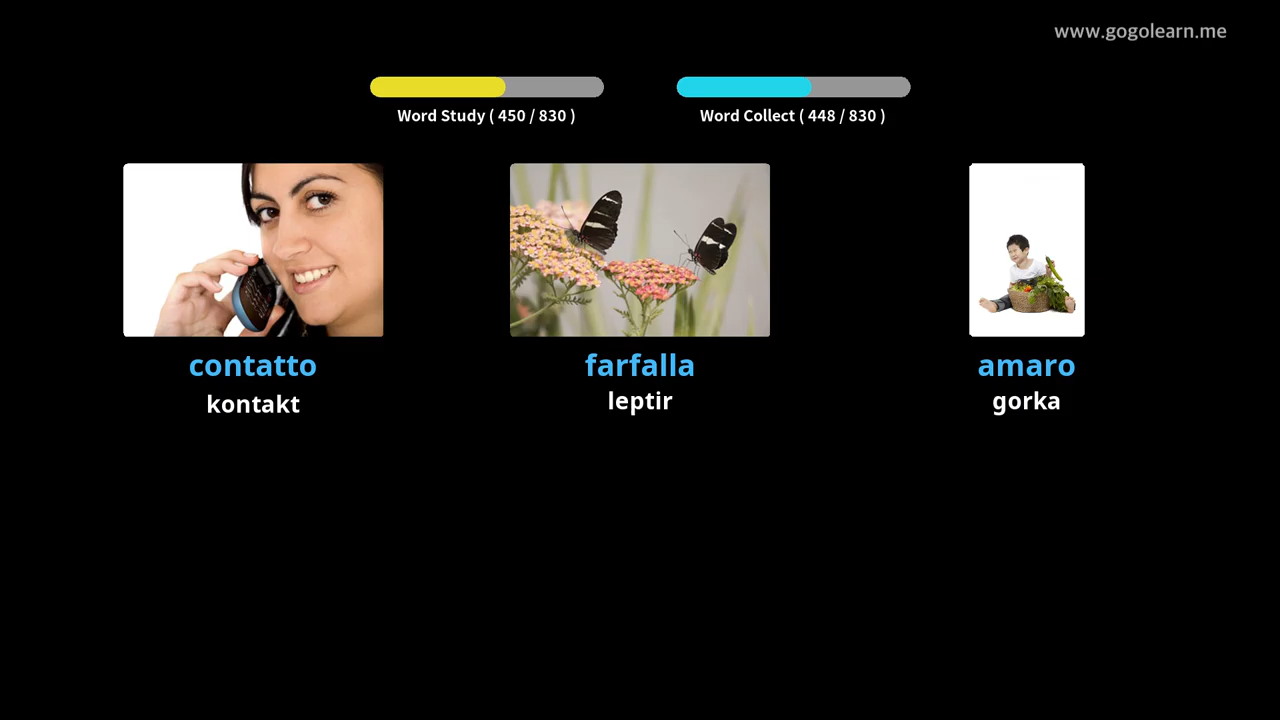 www.gogolearn.me
Word Study ( 450 / 830 )
Word Collect ( 448 / 830 )
contatto
kontakt
farfalla
leptir
amaro
gorka